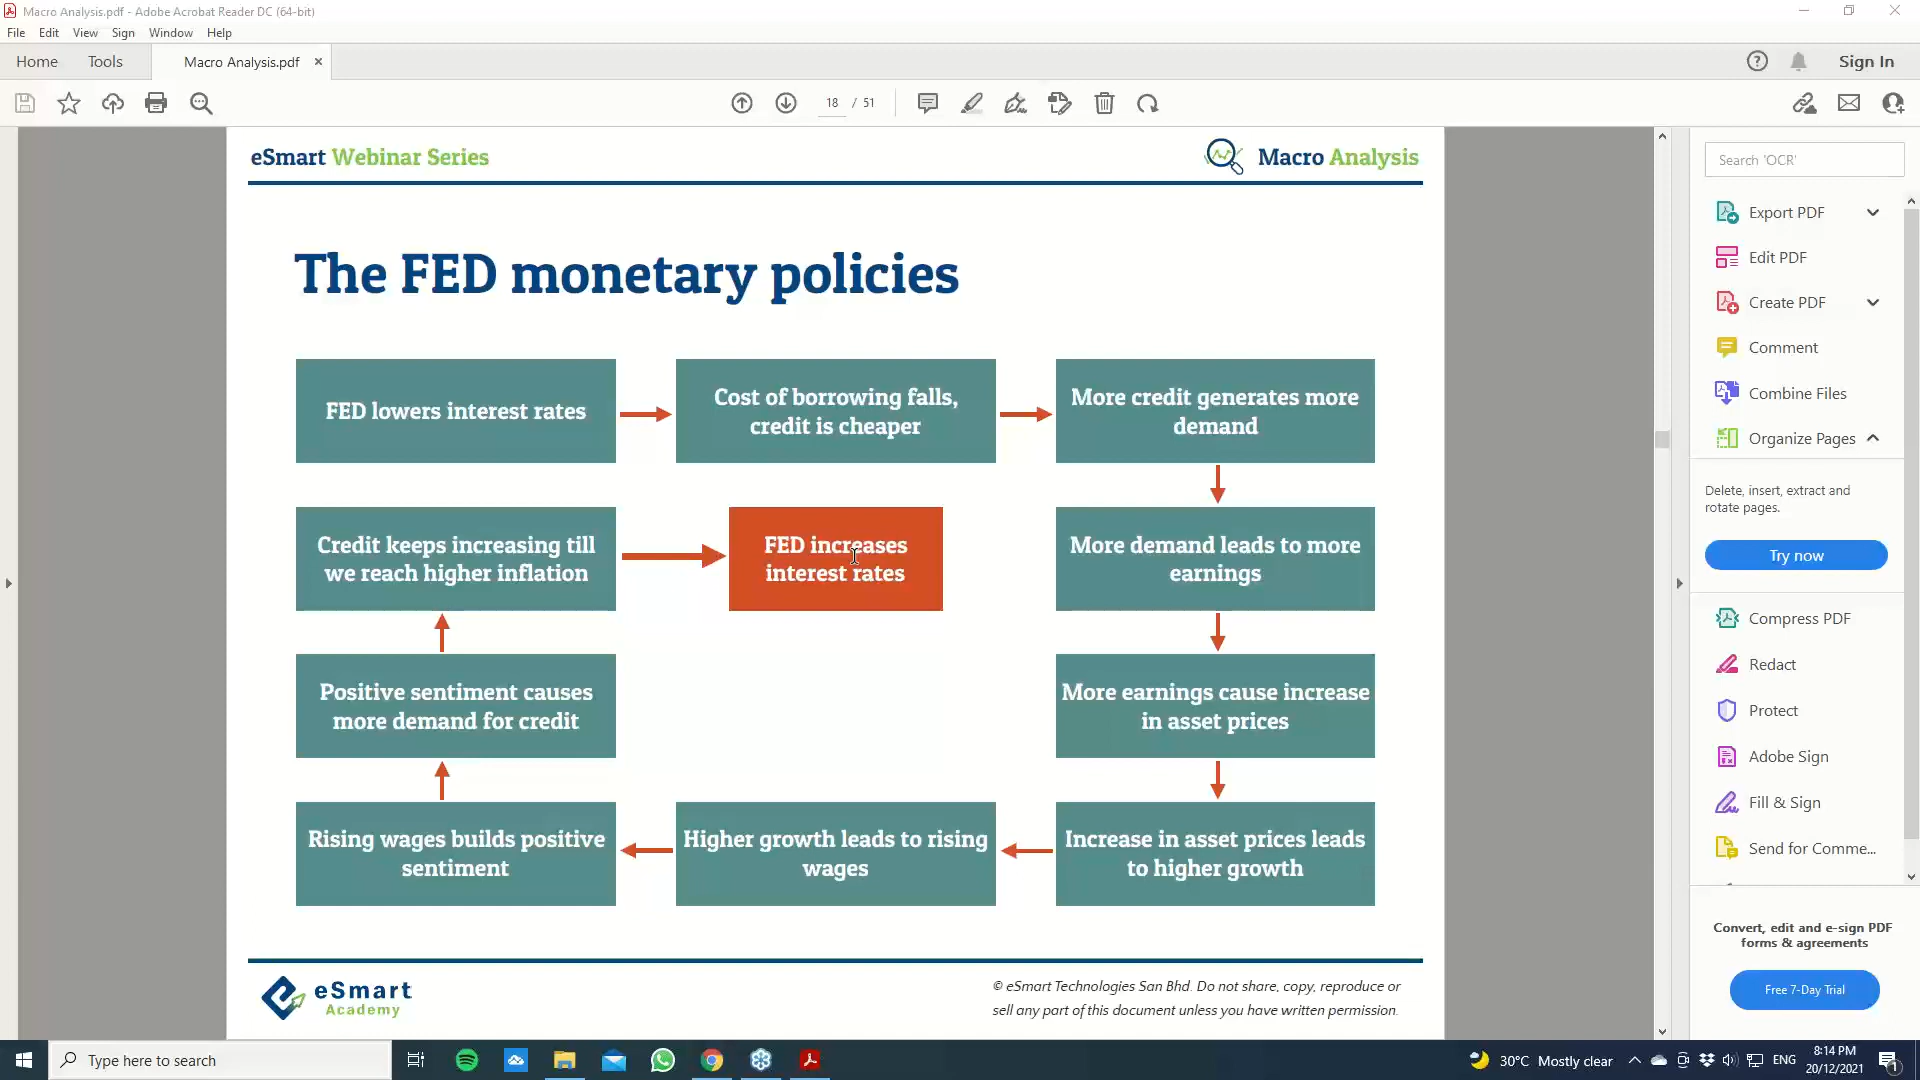 Macro Analysis.pdf - Adobe Acrobat Reader DC (64-bit)
File Edit View Sign Window Help
Home Tools Macro Analysis.pdf × Sign In
18 / 51
eSmart Webinar Series
Macro Analysis
The FED monetary policies
FED lowers interest rates
Cost of borrowing falls,
credit is cheaper
More credit generates more
demand
More demand leads to more
earnings
More earnings cause increase
in asset prices
Increase in asset prices leads
to higher growth
Higher growth leads to rising
wages
Rising wages builds positive
sentiment
Positive sentiment causes
more demand for credit
Credit keeps increasing till
we reach higher inflation
FED increases
interest rates
eSmart
Academy
© eSmart Technologies San Bhd. Do not share, copy, reproduce or
sell any part of this document unless you have written permission.
Search 'OCR'
Export PDF
Edit PDF
Create PDF
Comment
Combine Files
Organize Pages
Delete, insert, extract and
rotate pages.
Try now
Compress PDF
Redact
Protect
Adobe Sign
Fill & Sign
Send for Comme...
Convert, edit and e-sign PDF
forms & agreements
Free 7-Day Trial
Type here to search
30°C Mostly clear
ENG
8:14 PM
20/12/2021
1